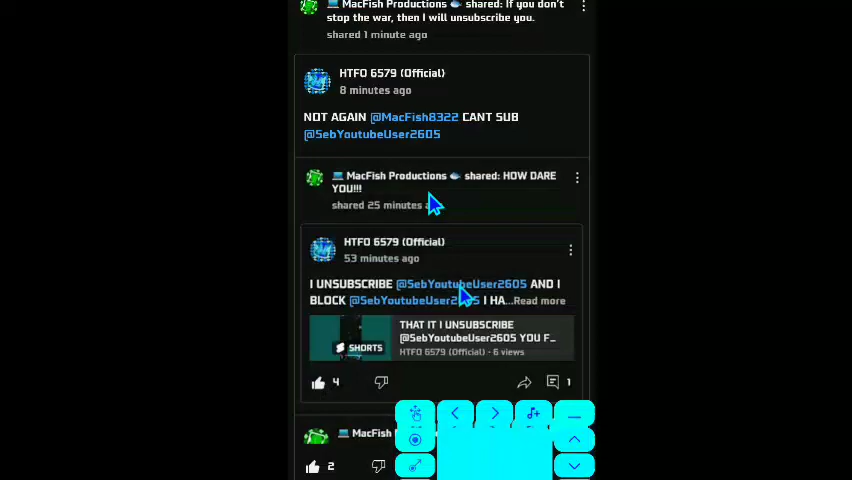 MacFish Productions shared: If you don't
stop the war, then I will unsubscribe you.
shared 1 minute ago
HTFO 6579 (Official)
8 minutes ago
NOT AGAIN @MacFish8322 CANT SUB
@SebYoutubeUser2605
MacFish Productions shared: HOW DARE
YOU!!!
shared 25 minutes
HTFO 6579 (Official)
53 minutes ago
I UNSUBSCRIBE @SebYoutubeUser2605 AND I
BLOCK @SebYoutubeUser2605 I HA...Read more
THAT IT I UNSUBSCRIBE
@SebYoutubeUser2605 YOU F...
SHORTS
HTFO 6579 (Official) · 6 views
4
1
MacFish
2